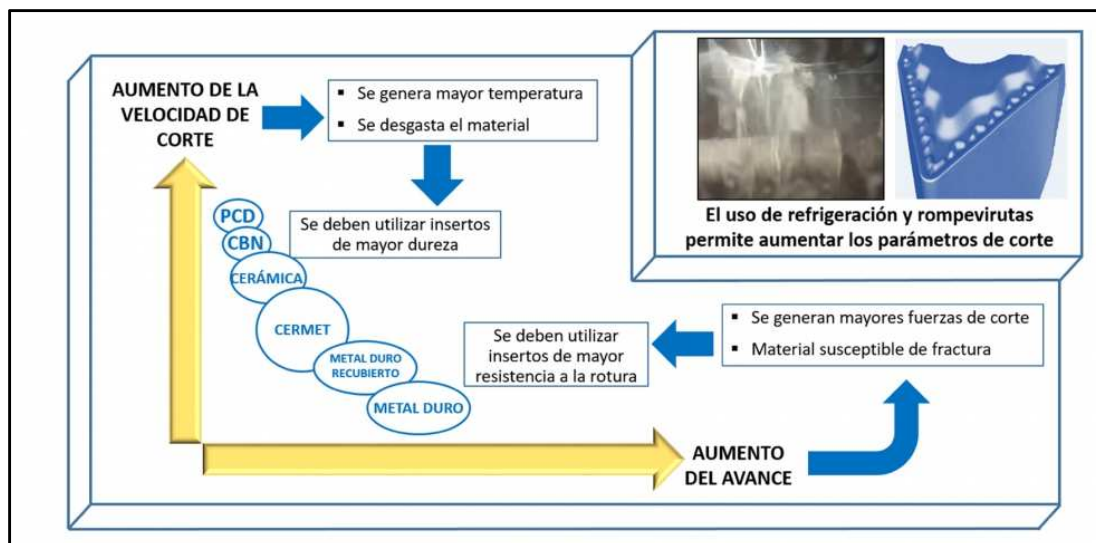 AUMENTO DE LA
VELOCIDAD DE
CORTE
▪ Se genera mayor temperatura
▪ Se desgasta el material
El uso de refrigeración y rompevirutas
permite aumentar los parámetros de corte
PCD
CBN
CERÁMICA
CERMET
METAL DURO
RECUBIERTO
METAL DURO
Se deben utilizar insertos
de mayor dureza
Se deben utilizar
insertos de mayor
resistencia a la rotura
▪ Se generan mayores fuerzas de corte
▪ Material susceptible de fractura
AUMENTO
DEL AVANCE